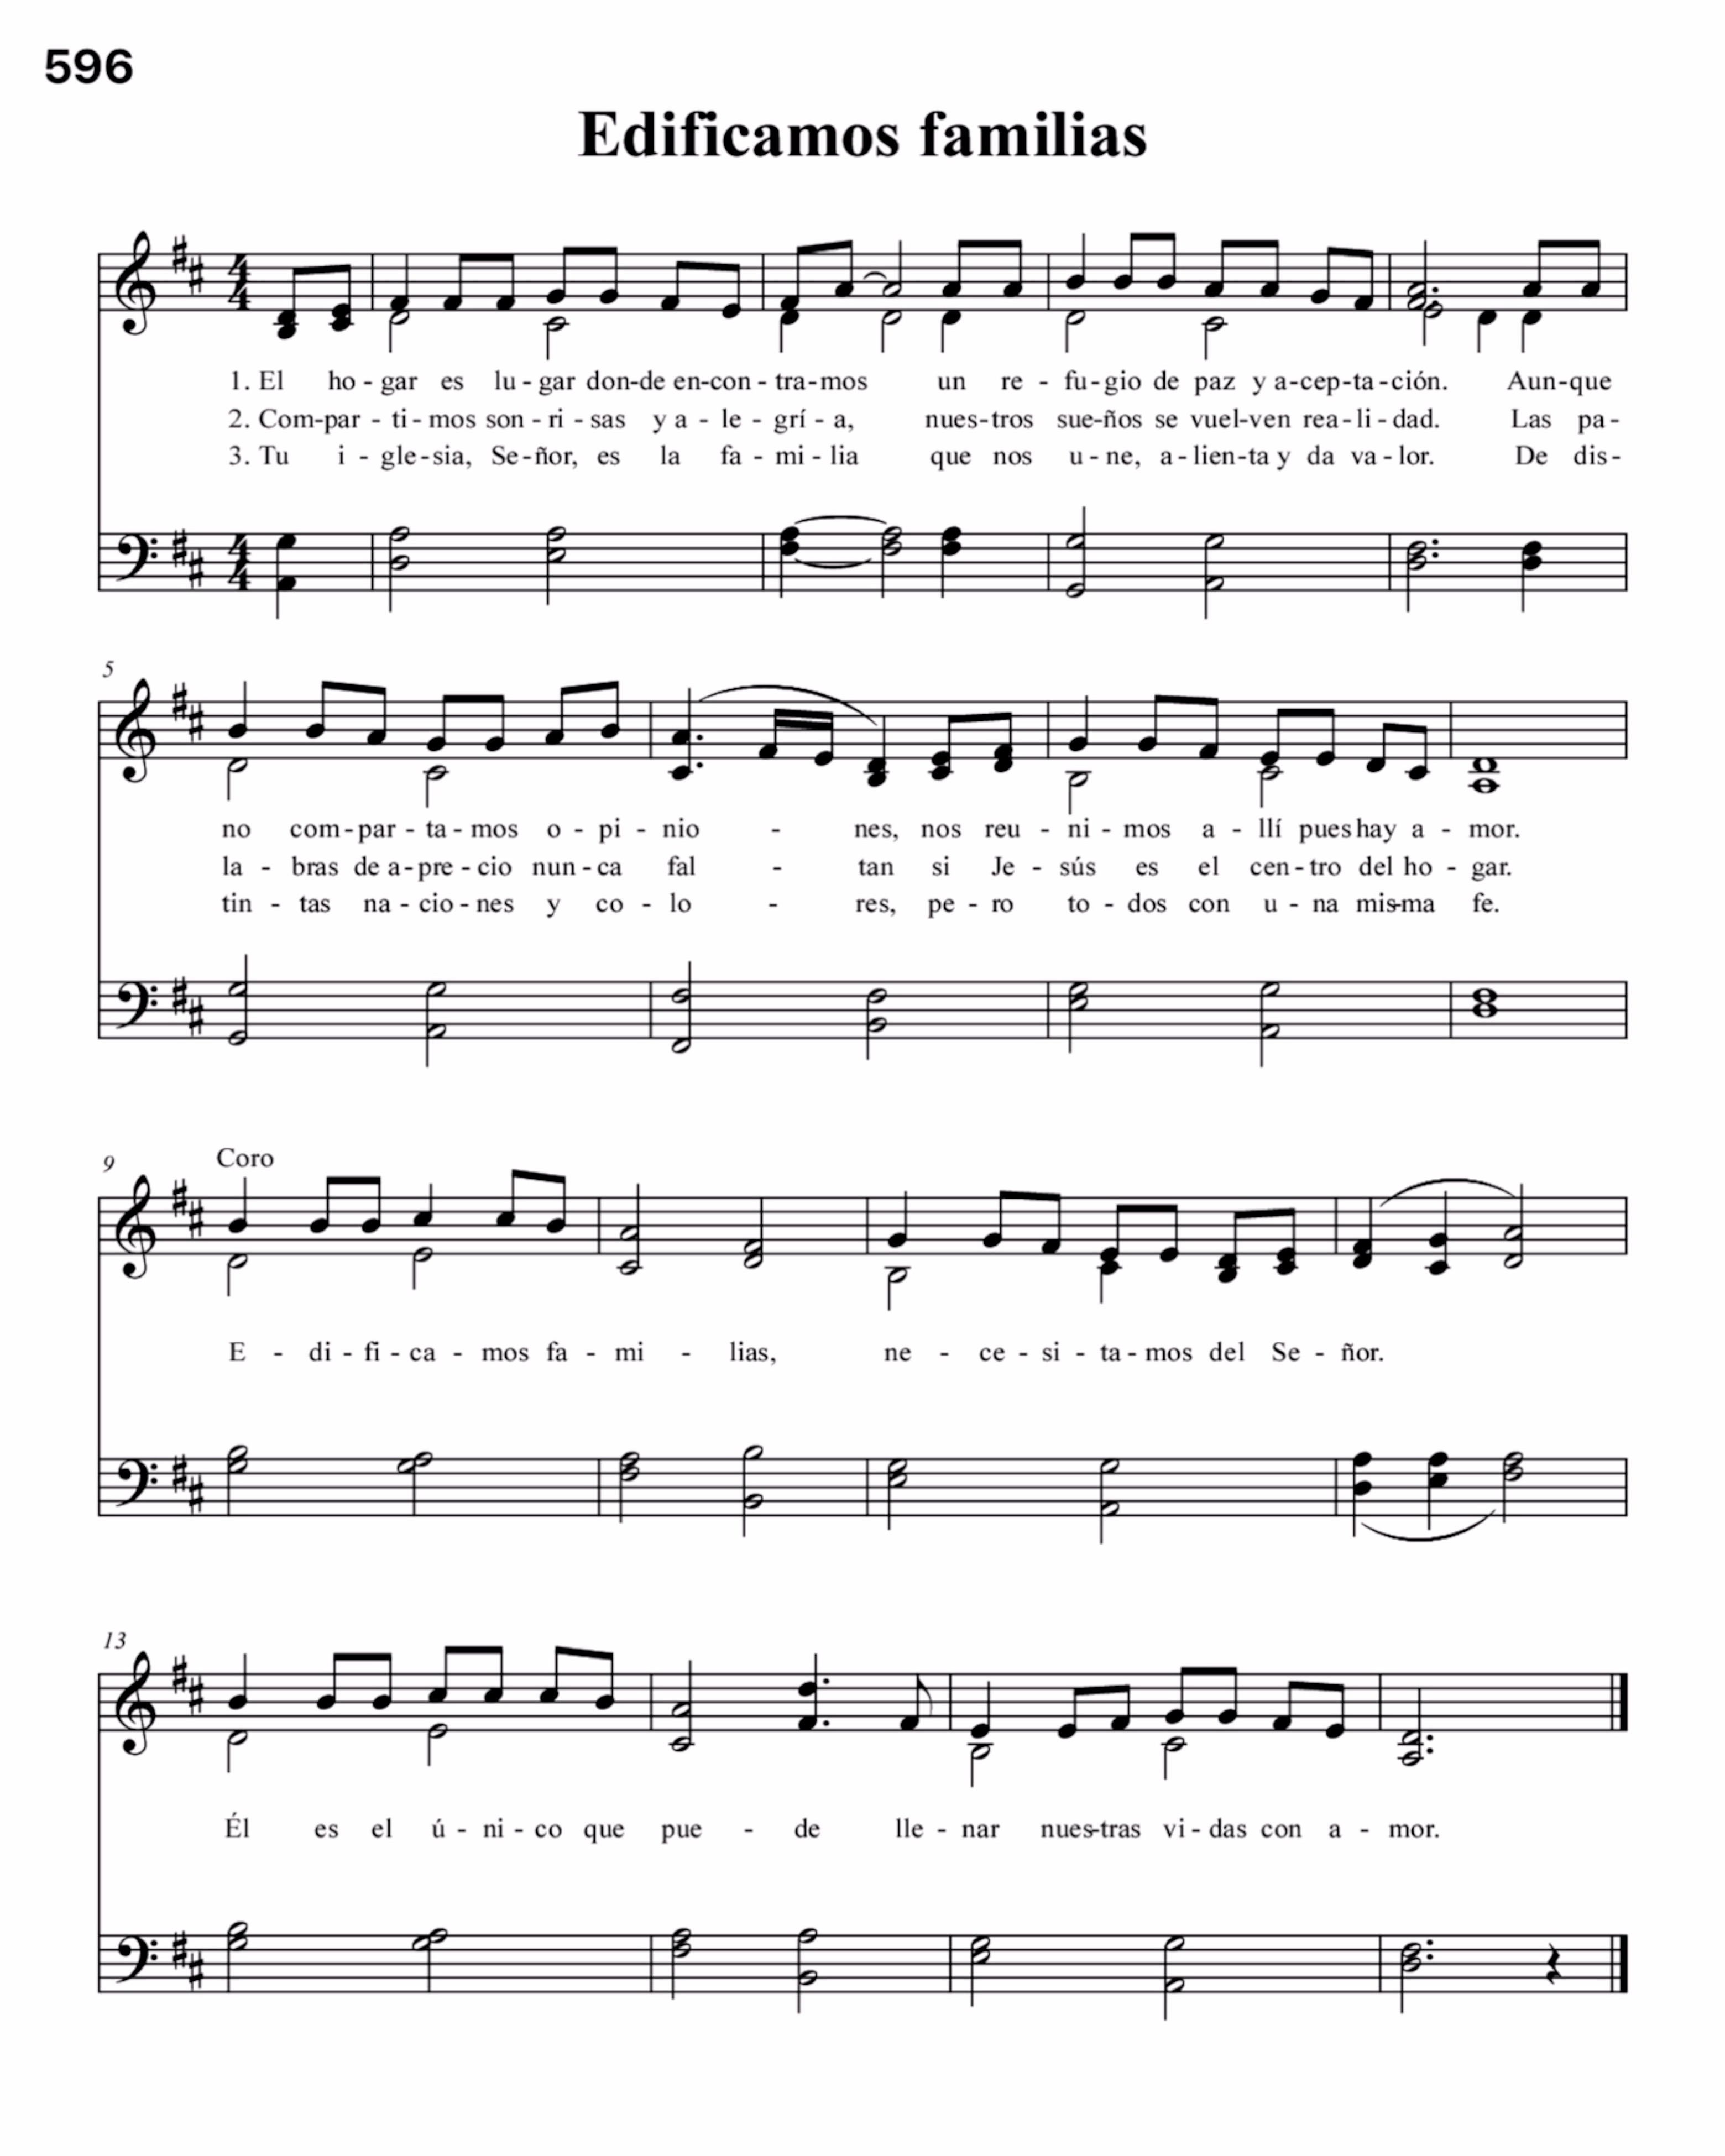 596
Edificamos familias
1. El ho - gar es lu - gar don-de en-con - tra-mos un re - fu-gio de paz y a-cep-ta-ción. Aun-que
2. Com-par - ti - mos son - ri - sas y a - le - grí - a, nues-tros sue-ños se vuel-ven rea-li-dad. Las pa-
3. Tu i - gle-sia, Se-ñor, es la fa - mi - lia que nos u-ne, a-lien-ta y da va-lor. De dis-
5
no com-par - ta-mos o - pi - nio - nes, nos reu - ni - mos a - llí pues hay a - mor.
la - bras de a-pre-cio nun-ca fal - tan si Je - sús es el cen-tro del ho - gar.
tin - tas na-cio-nes y co - lo - res, pe - ro to - dos con u - na mis-ma fe.
9
Coro
E - di - fi - ca - mos fa - mi - lias, ne - ce - si - ta - mos del Se - ñor.
13
Él es el ú - ni - co que pue - de lle - nar nues-tras vi - das con a - mor.